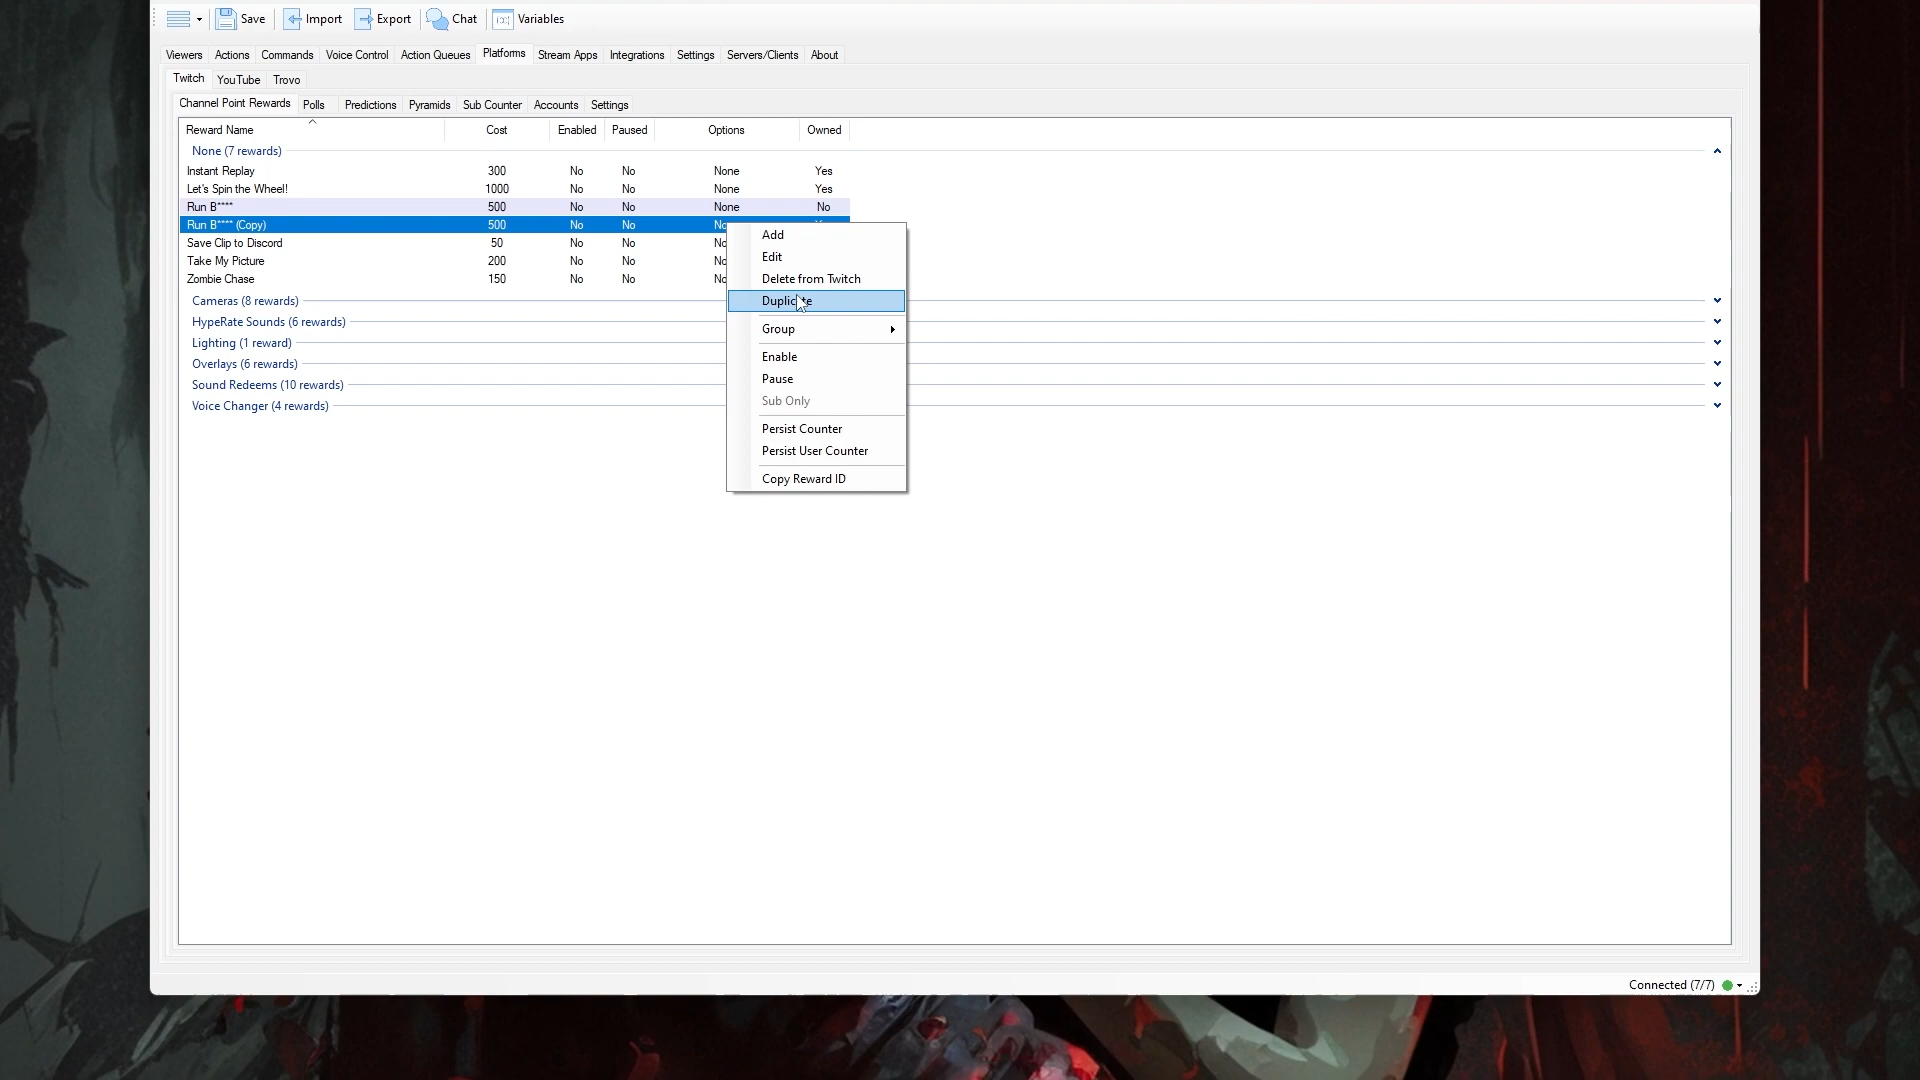 Save Import Export Chat Variables
Viewers Actions Commands Voice Control Action Queues Platforms Stream Apps Integrations Settings Servers/Clients About
Twitch YouTube Trovo
Channel Point Rewards Polls Predictions Pyramids Sub Counter Accounts Settings
Reward Name Cost Enabled Paused Options Owned
None (7 rewards)
Instant Replay 300 No No None Yes
Let's Spin the Wheel! 1000 No No None Yes
Run B**** 500 No No None No
Run B**** (Copy) 500 No No
Save Clip to Discord 50 No No
Take My Picture 200 No No
Zombie Chase 150 No No
Cameras (8 rewards)
HypeRate Sounds (6 rewards)
Lighting (1 reward)
Overlays (6 rewards)
Sound Redeems (10 rewards)
Voice Changer (4 rewards)
Add
Edit
Delete from Twitch
Duplicate
Group
Enable
Pause
Sub Only
Persist Counter
Persist User Counter
Copy Reward ID
Connected (7/7)